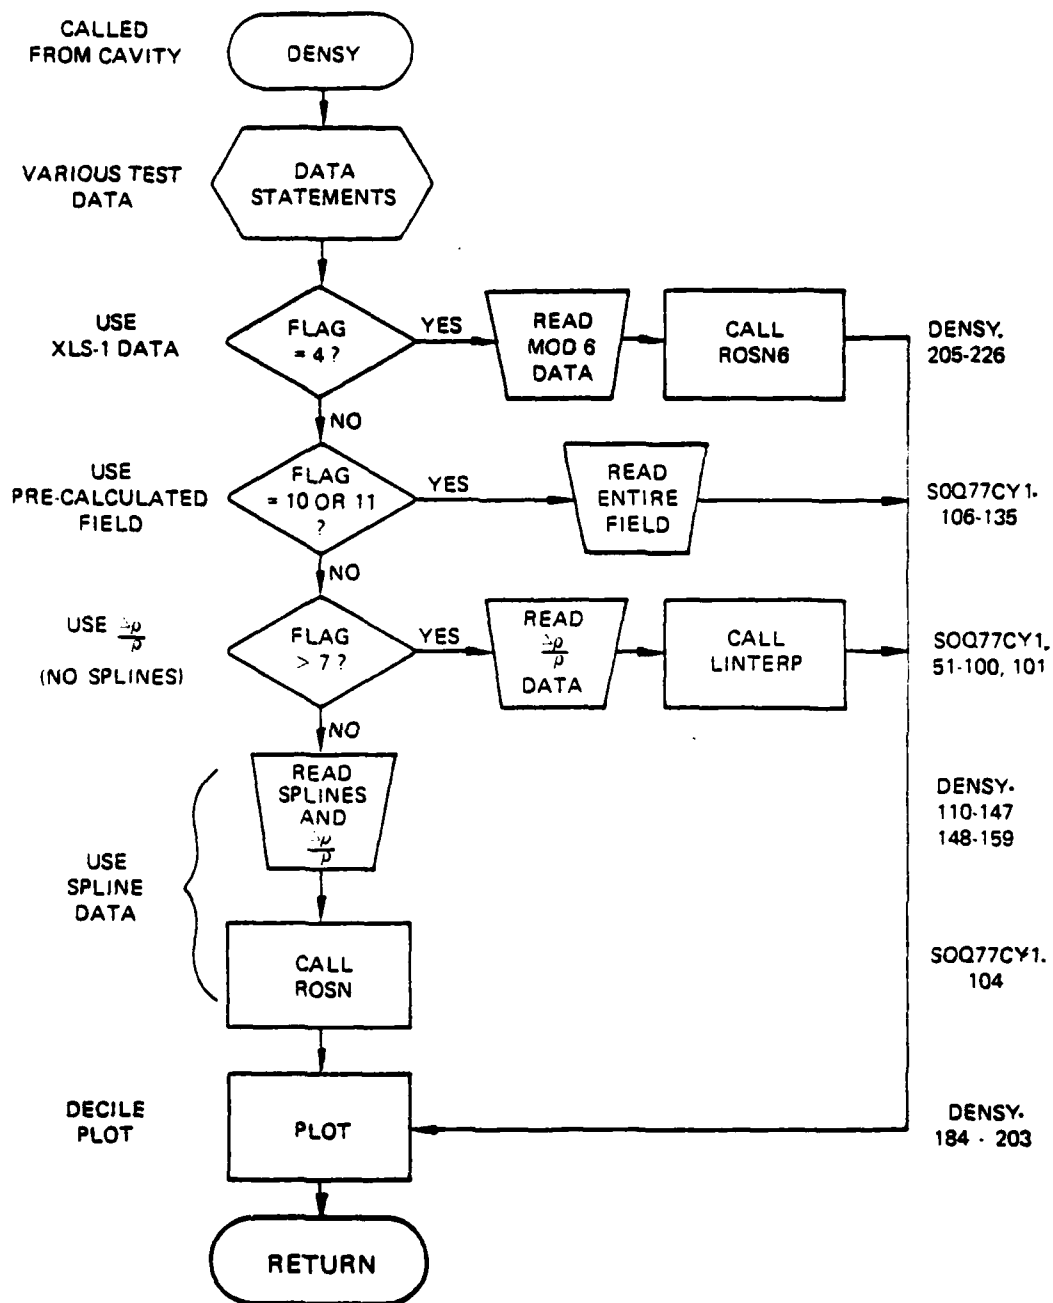 CALLED
FROM CAVITY
DENSY
VARIOUS TEST
DATA
DATA
STATEMENTS
USE
XLS-1 DATA
FLAG
= 4 ?
YES
READ
MOD 6
DATA
CALL
ROSN6
DENSY.
205-226
NO
USE
PRE-CALCULATED
FIELD
FLAG
= 10 OR 11
?
YES
READ
ENTIRE
FIELD
SOQ77CY1.
106-135
NO
USE Δρ/ρ
(NO SPLINES)
FLAG
> 7 ?
YES
READ
Δρ/ρ
DATA
CALL
LINTERP
SOQ77CY1.
51-100, 101
NO
READ
SPLINES
AND
Δρ/ρ
DENSY.
110-147
148-159
USE
SPLINE
DATA
CALL
ROSN
SOQ77CY1.
104
DECILE
PLOT
PLOT
DENSY.
184 - 203
RETURN